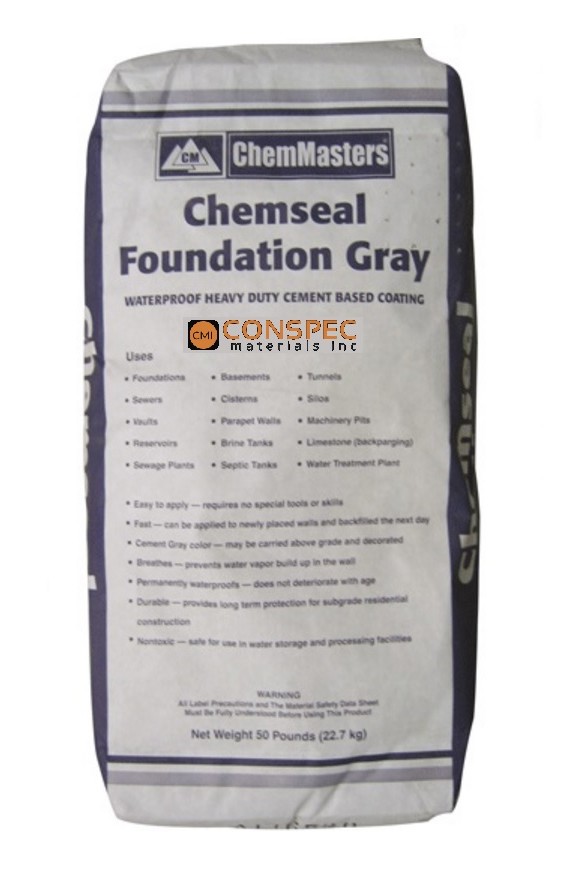 CM ChemMasters
Chemseal
Foundation Gray
WATERPROOF HEAVY DUTY CEMENT BASED COATING
CMI CONSPEC
materials Inc
Uses
• Foundations • Basements • Tunnels
• Sewers • Cisterns • Silos
• Vaults • Parapet Walls • Machinery Pits
• Reservoirs • Brine Tanks • Limestone (backparging)
• Sewage Plants • Septic Tanks • Water Treatment Plant
• Easy to apply — requires no special tools or skills
• Fast — can be applied to newly placed walls and backfilled the next day
• Cement Gray color — may be carried above grade and decorated
• Breathes — prevents water vapor build up in the wall
• Permanently waterproofs — does not deteriorate with age
• Durable — provides long term protection for subgrade residential
construction
• Nontoxic — safe for use in water storage and processing facilities
WARNING
All Label Precautions and The Material Safety Data Sheet
Must Be Fully Understood Before Using This Product
Net Weight 50 Pounds (22.7 kg)
Chemseal